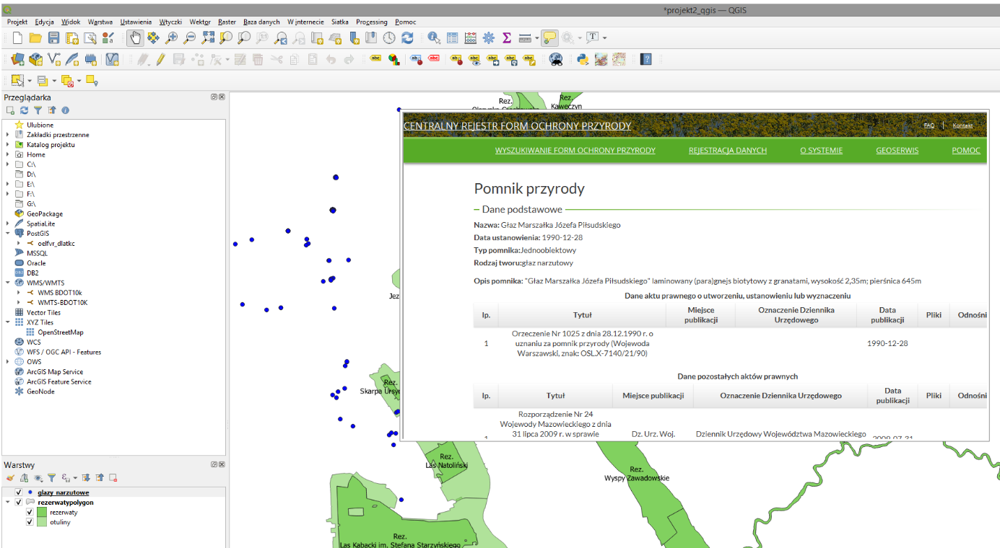 *projekt2_qgis — QGIS
Projekt Edycja Widok Warstwa Ustawienia Wtyczki Wektor Raster Baza danych W internecie Siatka Processing Pomoc
Przeglądarka
Ulubione
Zakładki przestrzenne
Katalog projektu
Home
C:\
D:\
E:\
F:\
G:\
GeoPackage
SpatiaLite
PostGIS
oelfvr_dlatkc
MSSQL
Oracle
DB2
WMS/WMTS
WMS BDOT10k
WMTS-BDOT10K
Vector Tiles
XYZ Tiles
OpenStreetMap
WCS
WFS / OGC API - Features
OWS
ArcGIS Map Service
ArcGIS Feature Service
GeoNode
Warstwy
glazy narzutowe
rezerwatypolygon
rezerwaty
otuliny
Rez.
Rez.
Kawęczyn
Jez
Rez.
Skarpa Ursyn
Rez.
Las Natoliński
Rez.
Wyspy Zawadowskie
Rez.
Las Kabacki im. Stefana Starzyńskiego
CENTRALNY REJESTR FORM OCHRONY PRZYRODY
FAQ | Kontakt
WYSZUKIWANIE FORM OCHRONY PRZYRODY REJESTRACJA DANYCH O SYSTEMIE GEOSERWIS POMOC
Pomnik przyrody
Dane podstawowe
Nazwa: Głaz Marszałka Józefa Piłsudskiego
Data ustanowienia: 1990-12-28
Typ pomnika:Jednoobiektowy
Rodzaj tworu:głaz narzutowy
Opis pomnika: "Głaz Marszałka Józefa Piłsudskiego" laminowany (para)gnejs biotytowy z granatami, wysokość 2,35m; pierśnica 645m
Dane aktu prawnego o utworzeniu, ustanowieniu lub wyznaczeniu
lp. Tytuł Miejsce publikacji Oznaczenie Dziennika Urzędowego Data publikacji Pliki Odnośni
1 Orzeczenie Nr 1025 z dnia 28.12.1990 r. o
uznaniu za pomnik przyrody (Wojewoda 1990-12-28
Warszawski, znak: OSL.X-7140/21/90)
Dane pozostałych aktów prawnych
lp. Tytuł Miejsce publikacji Oznaczenie Dziennika Urzędowego Data publikacji Pliki Odnośni
Rozporządzenie Nr 24
Wojewody Mazowieckiego z dnia
1 31 lipca 2009 r. w sprawie Dz. Urz. Woj. Dziennik Urzędowy Województwa Mazowieckiego 2009-07-31